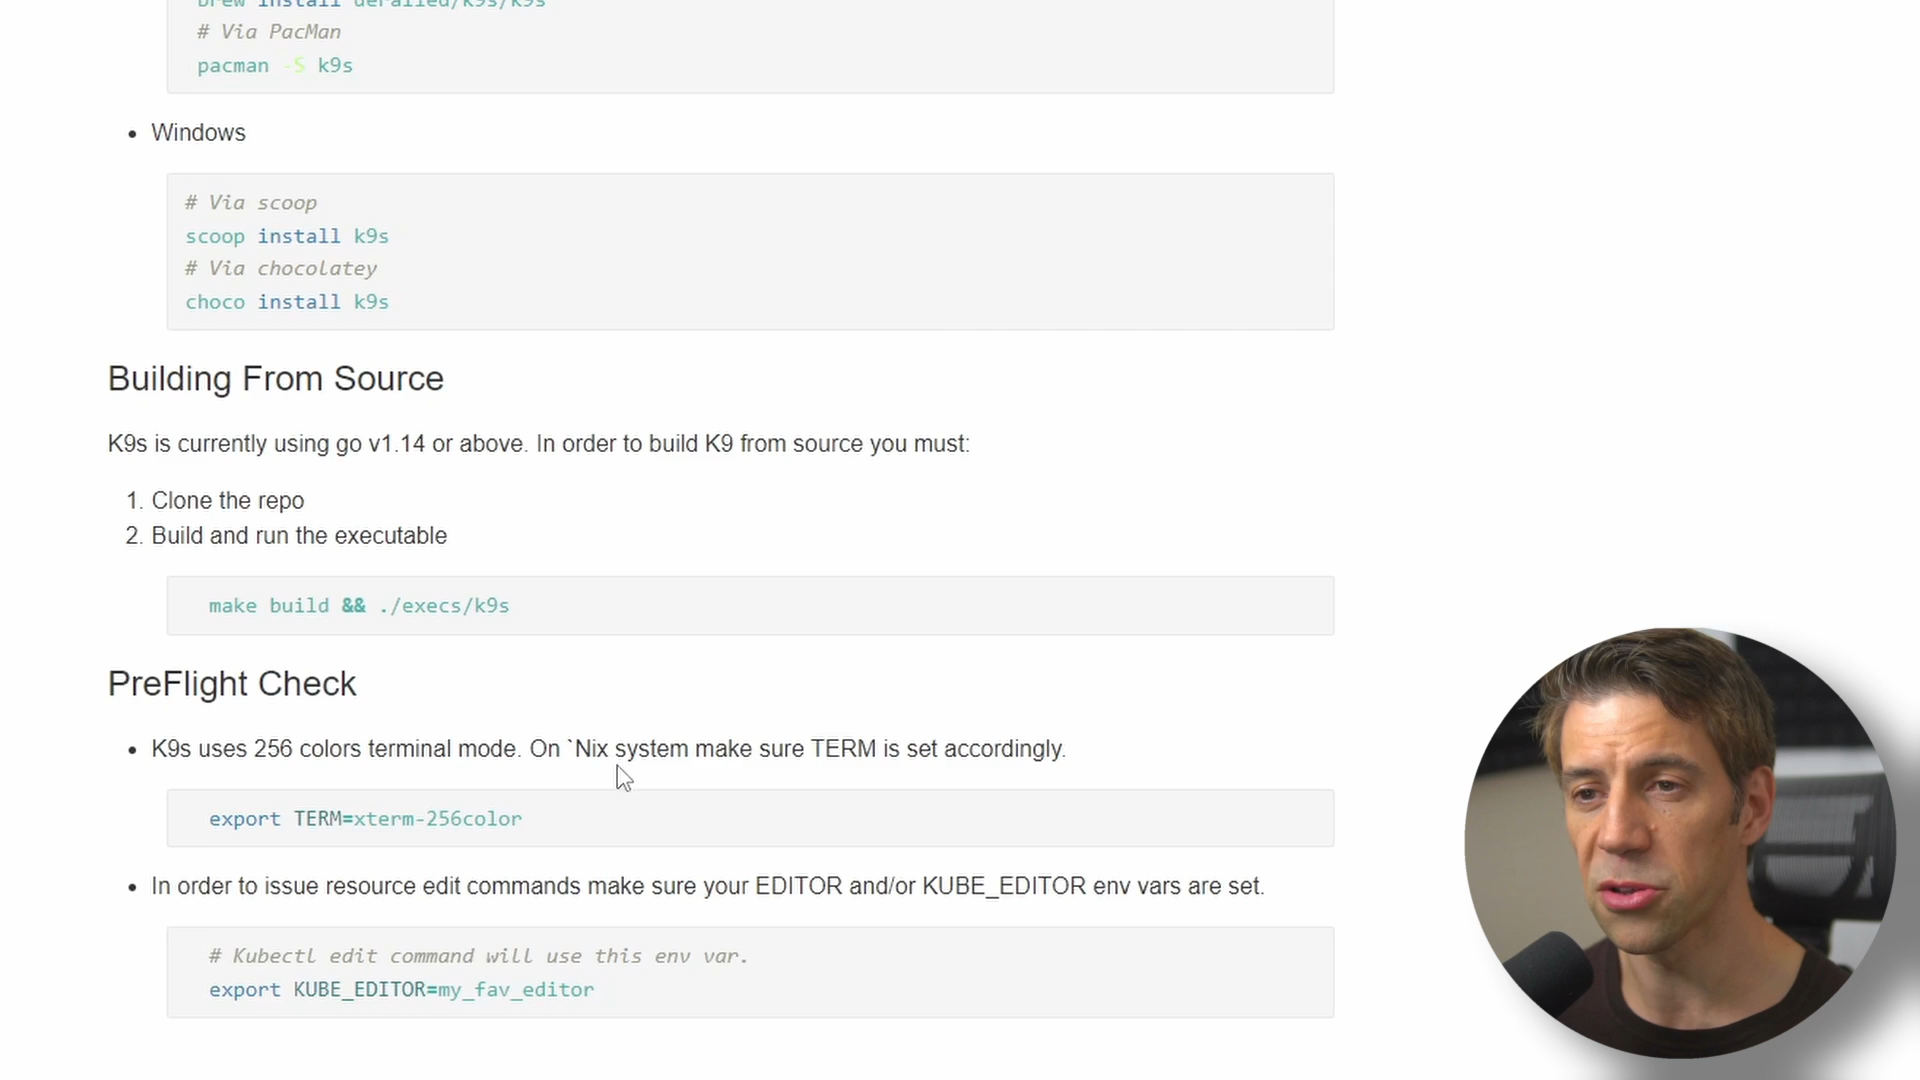 brew install derailed/k9s/k9s
# Via PacMan
pacman -S k9s
Windows
# Via scoop
scoop install k9s
# Via chocolatey
choco install k9s
Building From Source
K9s is currently using go v1.14 or above. In order to build K9 from source you must:
1. Clone the repo
2. Build and run the executable
make build && ./execs/k9s
PreFlight Check
K9s uses 256 colors terminal mode. On `Nix system make sure TERM is set accordingly.
export TERM=xterm-256color
In order to issue resource edit commands make sure your EDITOR and/or KUBE_EDITOR env vars are set.
# Kubectl edit command will use this env var.
export KUBE_EDITOR=my_fav_editor